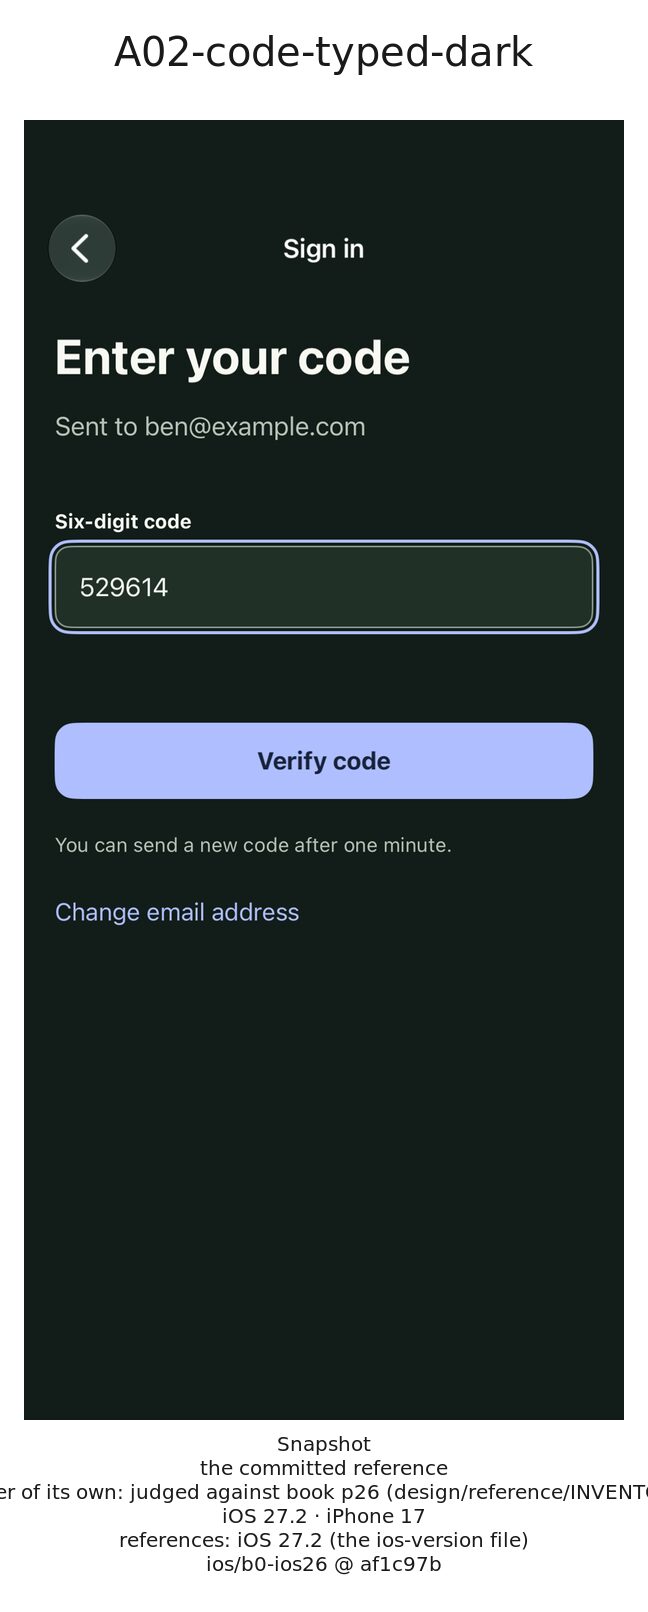 A02-code-typed-dark
Sign in
Enter your code
Sent to ben@example.com
Six-digit code
529614
Verify code
You can send a new code after one minute.
Change email address
Snapshot
the committed reference
of its own: judged against book p26 (design/reference/
iOS 27.2 · iPhone 17
references: iOS 27.2 (the ios-version file)
ios/b0-ios26 @ af1c97b